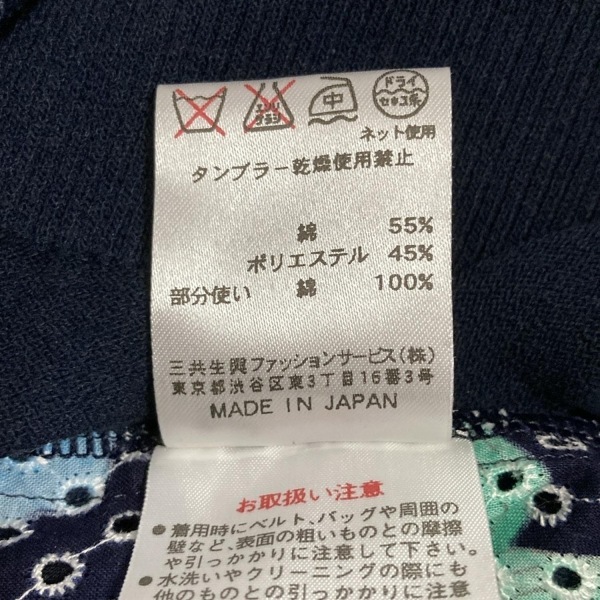 エンソ
サラシ
中
ドライ
セキユ系
ネット使用
タンブラー乾燥使用禁止
綿 55%
ポリエステル 45%
部分使い 綿 100%
三共生興ファッションサービス(株)
東京都渋谷区東3丁目16番3号
MADE IN JAPAN
お取扱い注意
●着用時にベルト、バッグや周囲の
壁など、表面の粗いものとの摩擦
や引っかかりに注意して下さい。
●水洗いやクリーニングの際にも
他のものとの引っかかりに